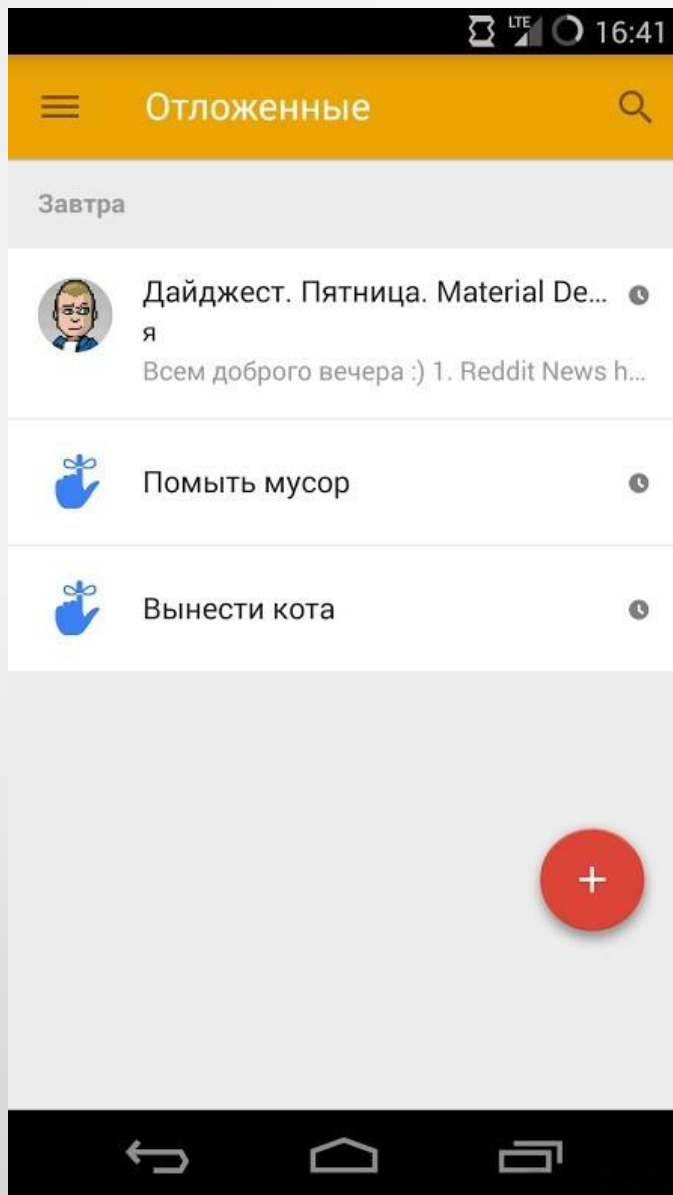 LTE 16:41
Отложенные
Завтра
Дайджест. Пятница. Material De...
я
Всем доброго вечера :) 1. Reddit News h...
Помыть мусор
Вынести кота